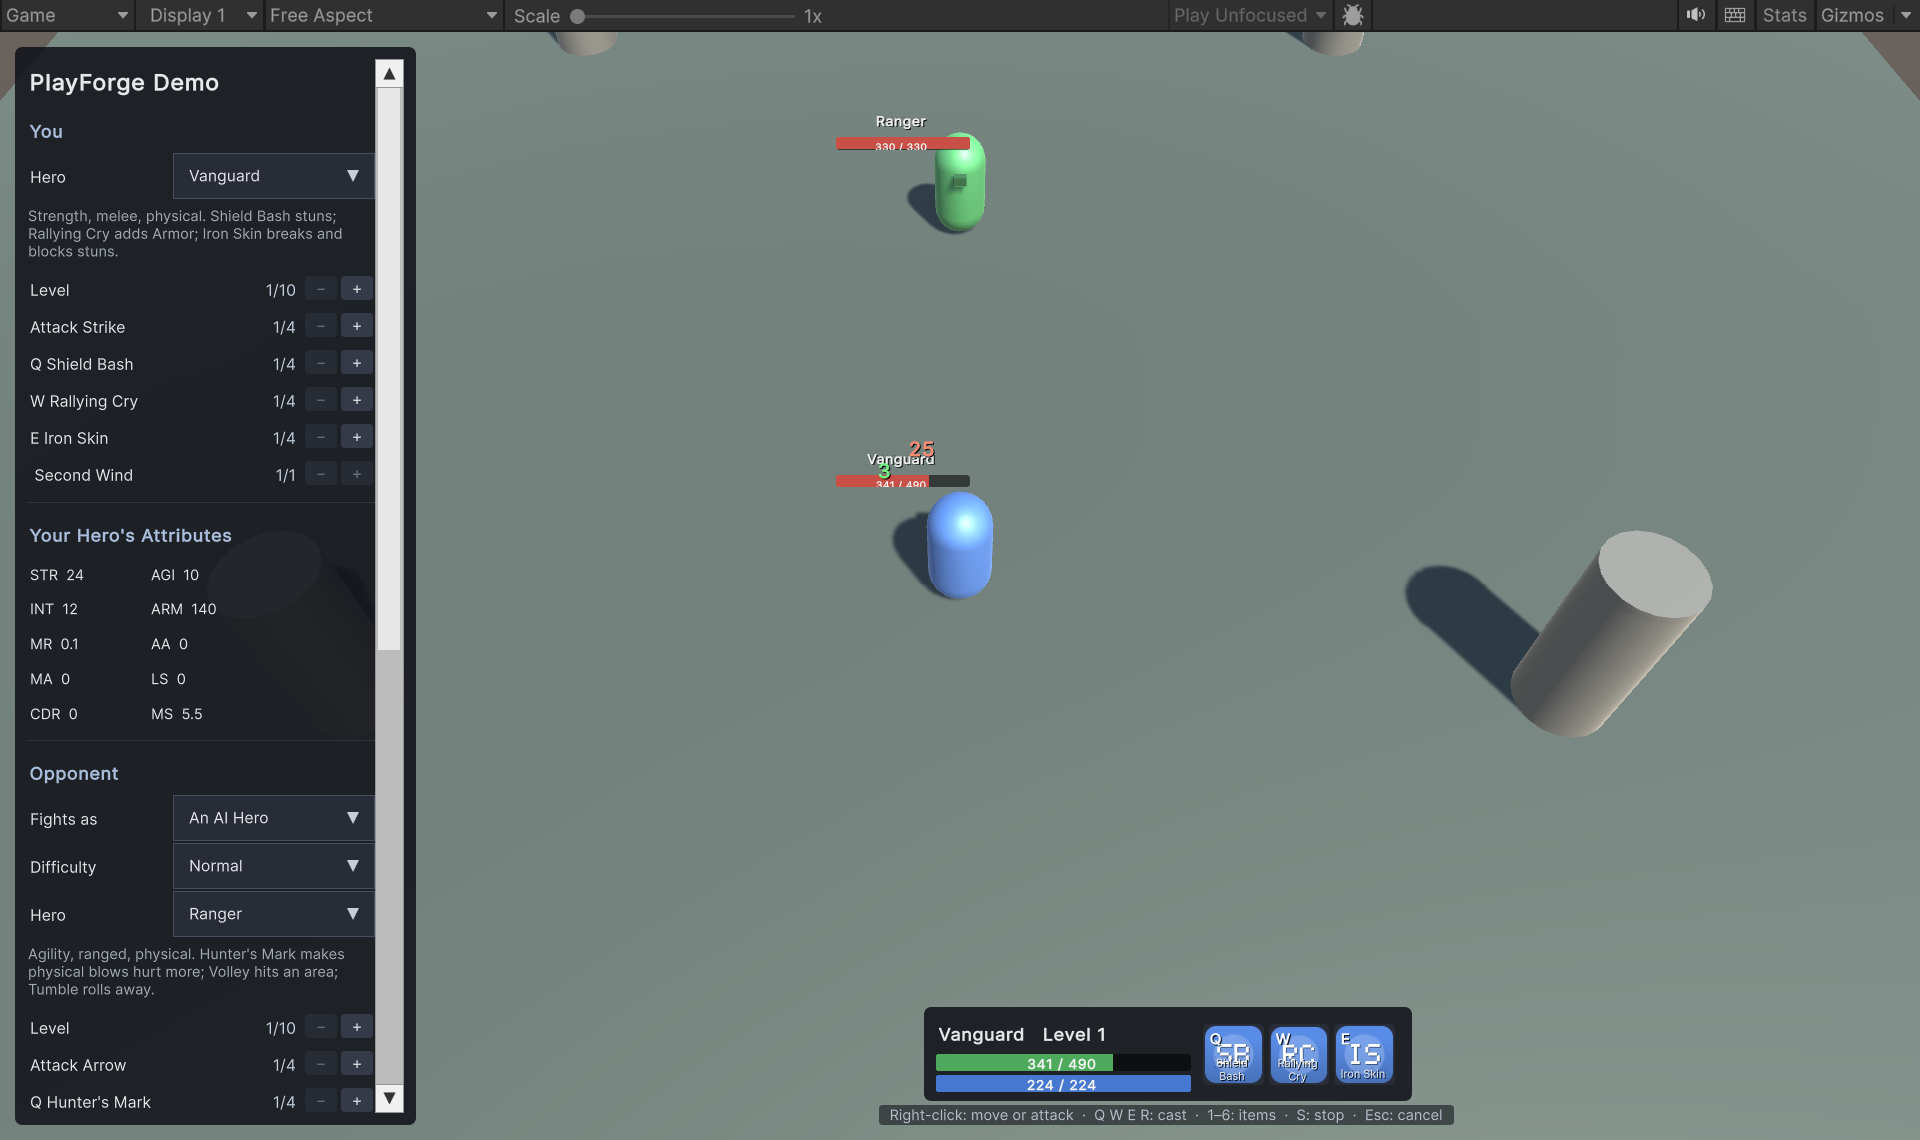 Game Display 1 Free Aspect Scale 1x Play Unfocused Stats Gizmos
PlayForge Demo
You
Hero Vanguard
Strength, melee, physical. Shield Bash stuns;
Rallying Cry adds Armor; Iron Skin breaks and
blocks stuns.
Level 1/10 − +
Attack Strike 1/4 − +
Q Shield Bash 1/4 − +
W Rallying Cry 1/4 − +
E Iron Skin 1/4 − +
Second Wind 1/1 − +
Your Hero's Attributes
STR 24 AGI 10
INT 12 ARM 140
MR 0.1 AA 0
MA 0 LS 0
CDR 0 MS 5.5
Opponent
Fights as An AI Hero
Difficulty Normal
Hero Ranger
Agility, ranged, physical. Hunter's Mark makes
physical blows hurt more; Volley hits an area;
Tumble rolls away.
Level 1/10 − +
Attack Arrow 1/4 − +
Q Hunter's Mark 1/4 − +
Ranger
330 / 330
25
Vanguard
3
341 / 490
Vanguard Level 1
341 / 490
224 / 224
Q SB Shield
Bash
W RC Rallying
Cry
E IS Iron Skin
Right-click: move or attack · Q W E R: cast · 1–6: items · S: stop · Esc: cancel